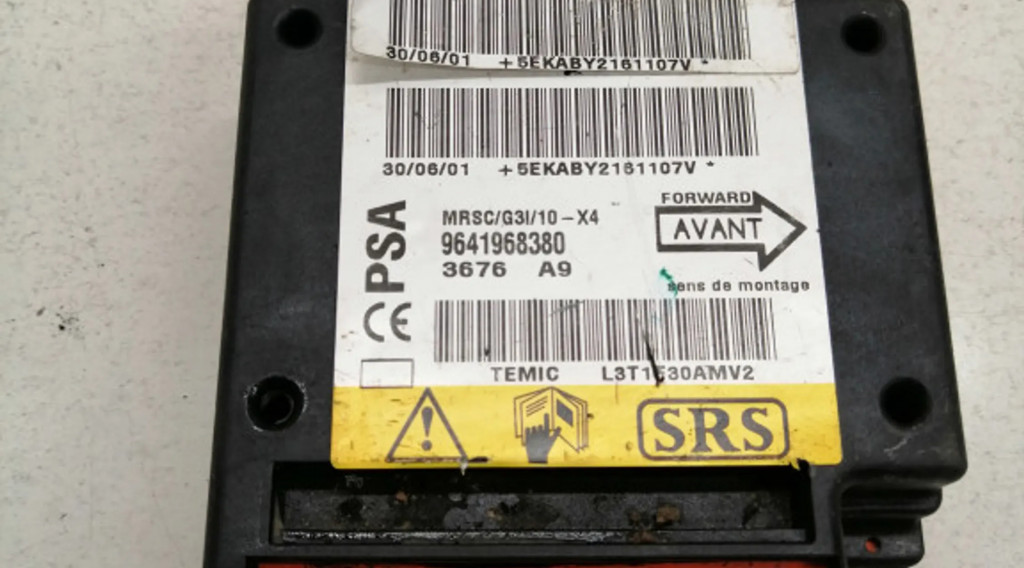 30/06/01 +5EKABY2161107V *
30/06/01 +5EKABY2161107V *
PSA
MRSC/G3I/10-X4
9641968380
3676 A9
FORWARD
AVANT
sens de montage
CE
TEMIC L3T1E30AMV2
SRS